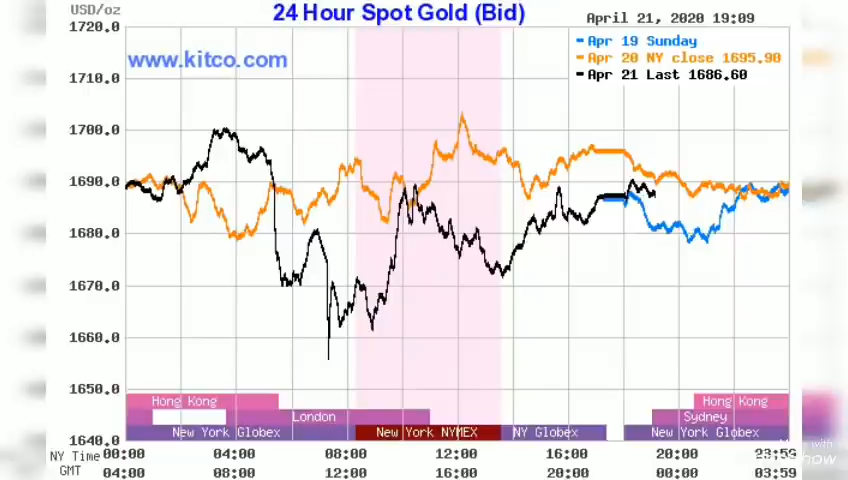 24 Hour Spot Gold (Bid)
USD/oz
April 21, 2020 19:09
www.kitco.com
Apr 19 Sunday
Apr 20 NY close 1695.90
Apr 21 Last 1686.60
1720.0
1710.0
1700.0
1690.0
1680.0
1670.0
1660.0
1650.0
1640.0
Hong Kong
Hong Kong
London
Sydney
New York Globex
New York NYMEX
NY Globex
New York Globex
NY Time
00:00 04:00 08:00 12:00 16:00 20:00 23:59
GMT
04:00 08:00 12:00 16:00 20:00 00:00 03:59
with